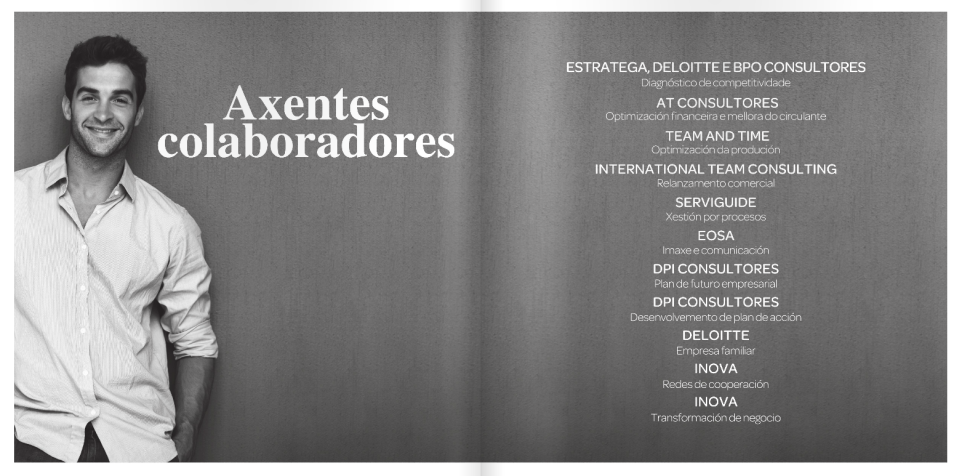 Axentes
colaboradores
ESTRATEGA, DELOITTE E BPO CONSULTORES
Diagnóstico de competitividade
AT CONSULTORES
Optimización financeira e mellora do circulante
TEAM AND TIME
Optimización da produción
INTERNATIONAL TEAM CONSULTING
Relanzamento comercial
SERVIGUIDE
Xestión por procesos
EOSA
Imaxe e comunicación
DPI CONSULTORES
Plan de futuro empresarial
DPI CONSULTORES
Desenvolvemento de plan de acción
DELOITTE
Empresa familiar
INOVA
Redes de cooperación
INOVA
Transformación de negocio